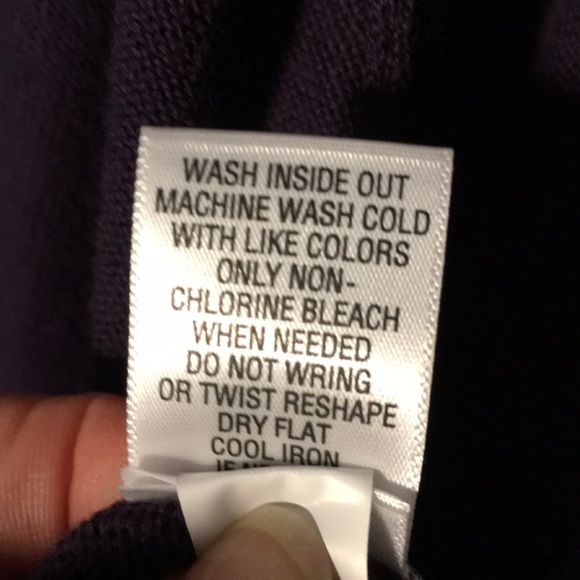 WASH INSIDE OUT
MACHINE WASH COLD
WITH LIKE COLORS
ONLY NON-
CHLORINE BLEACH
WHEN NEEDED
DO NOT WRING
OR TWIST RESHAPE
DRY FLAT
COOL IRON
IF